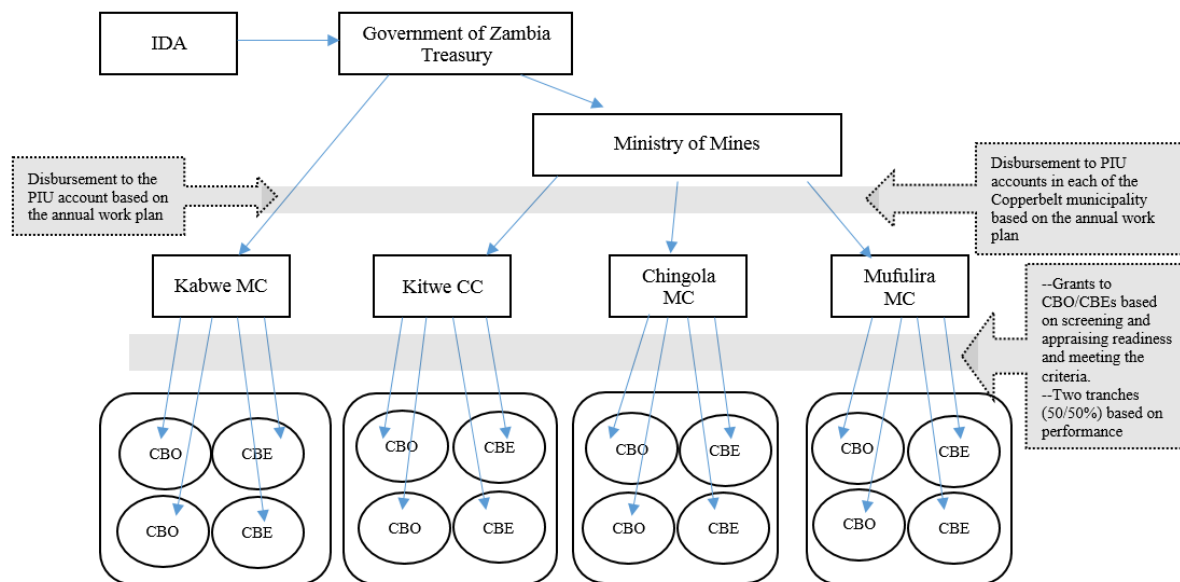 IDA
Government of Zambia
Treasury
Ministry of Mines
Disbursement to the
PIU account based on
the annual work plan
Disbursement to PIU
accounts in each of the
Copperbelt municipality
based on the annual work
plan
Kabwe MC
Kitwe CC
Chingola
MC
Mufulira
MC
--Grants to
CBO/CBEs based
on screening and
appraising readiness
and meeting the
criteria.
--Two tranches
(50/50%) based on
performance
CBO
CBE
CBO
CBE
CBO
CBE
CBO
CBE
CBO
CBE
CBO
CBE
CBO
CBE
CBO
CBE